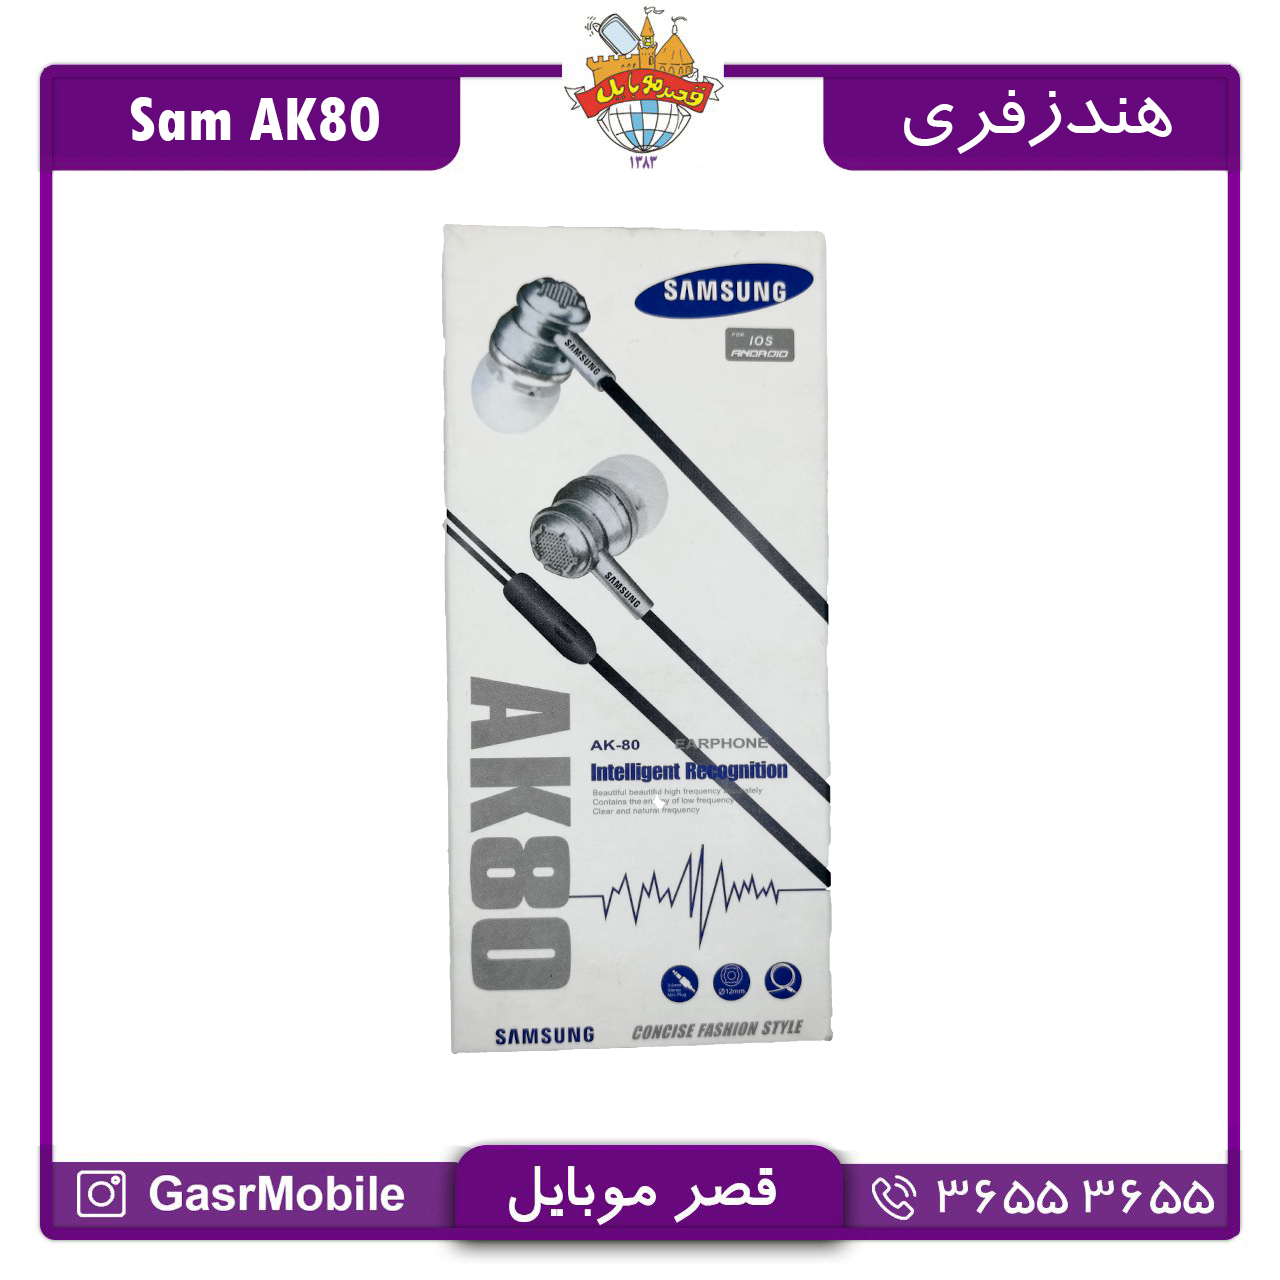 Sam AK80
قصر موبایل
۱۳۸۳
هندزفری
SAMSUNG
FOR IOS
ANDROID
SAMSUNG
SAMSUNG
AK80
AK-80 EARPHONE
Intelligent Recognition
Beautiful beautiful high frequency
Contains the of low frequency
Clear and natural frequency
Ø12mm
SAMSUNG
CONCISE FASHION STYLE
GasrMobile
قصر موبایل
۳۶۵۵ ۳۶۵۵